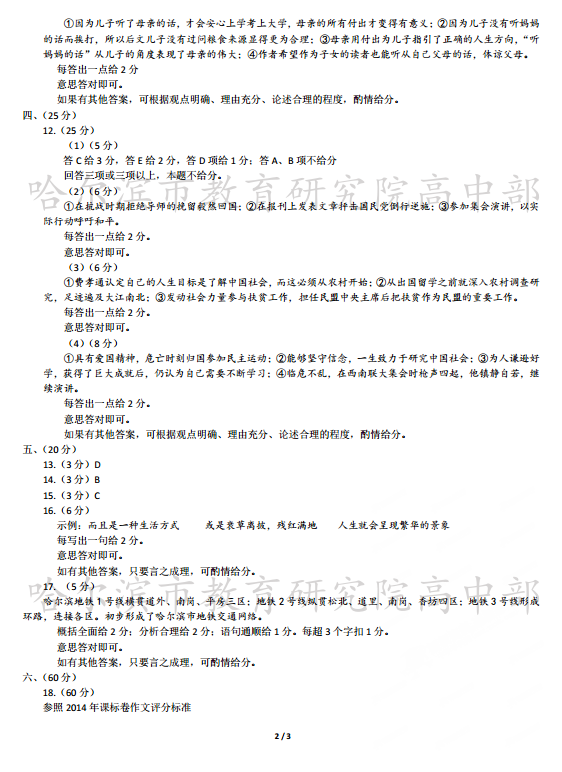 ①因为儿子听了母亲的话，才会安心上学考上大学，母亲的所有付出才变得有意义；②因为儿子没有听妈妈
的话而挨打，所以后文儿子没有过问粮食来源显得更为合理；③母亲用付出为儿子指引了正确的人生方向，“听
妈妈的话”从儿子的角度表现了母亲的伟大；④作者希望作为子女的读者也能听从自己父母的话，体谅父母。
每答出一点给2分
意思答对即可。
如果有其他答案，可根据观点明确、理由充分、论述合理的程度，酌情给分。
四、（25分）
12.（25分）
（1）（5分）
答C给3分，答E给2分，答D项给1分；答A、B项不给分
回答三项或三项以上，本题不给分。
哈尔滨市教育研究院高中部
（2）（6分）
①在抗战时期拒绝导师的挽留毅然回国；②在报刊上发表文章抨击国民党倒行逆施；③参加集会演讲，以实
际行动呼吁和平。
每答出一点给2分。
意思答对即可。
（3）（6分）
①费孝通认定自己的人生目标是了解中国社会，而这必须从农村开始；②从出国留学之前就深入农村调查研
究，足迹遍及大江南北；③发动社会力量参与扶贫工作，担任民盟中央主席后把扶贫作为民盟的重要工作。
每答出一点给2分。
意思答对即可。
（4）（8分）
①具有爱国精神，危亡时刻归国参加民主运动；②能够坚守信念，一生致力于研究中国社会；③为人谦逊好
学，获得了巨大成就后，仍认为自己需要不断学习；④临危不乱，在西南联大集会时枪声四起，他镇静自若，继
续演讲。
每答出一点给2分。
意思答对即可。
如果有其他答案，可根据观点明确、理由充分、论述合理的程度，酌情给分。
五、（20分）
13.（3分）D
14.（3分）B
15.（3分）C
16.（6分）
示例：而且是一种生活方式 或是衰草离披，残红满地 人生就会呈现繁华的景象
每写出一句给2分。
意思答对即可。
如有其他答案，只要言之成理，可酌情给分。
哈尔滨市教育研究院高中部
17、（5分）
哈尔滨地铁1号线横贯道外、南岗、平房三区；地铁2号线纵贯松北、道里、南岗、香坊四区；地铁3号线形成
环路，连接各区。初步形成了哈尔滨市地铁交通网络。
概括全面给2分；分析合理给2分；语句通顺给1分。每超3个字扣1分。
意思答对即可。
如有其他答案，只要言之成理，可酌情给分。
六、（60分）
18.（60分）
参照2014年课标卷作文评分标准
2 / 3